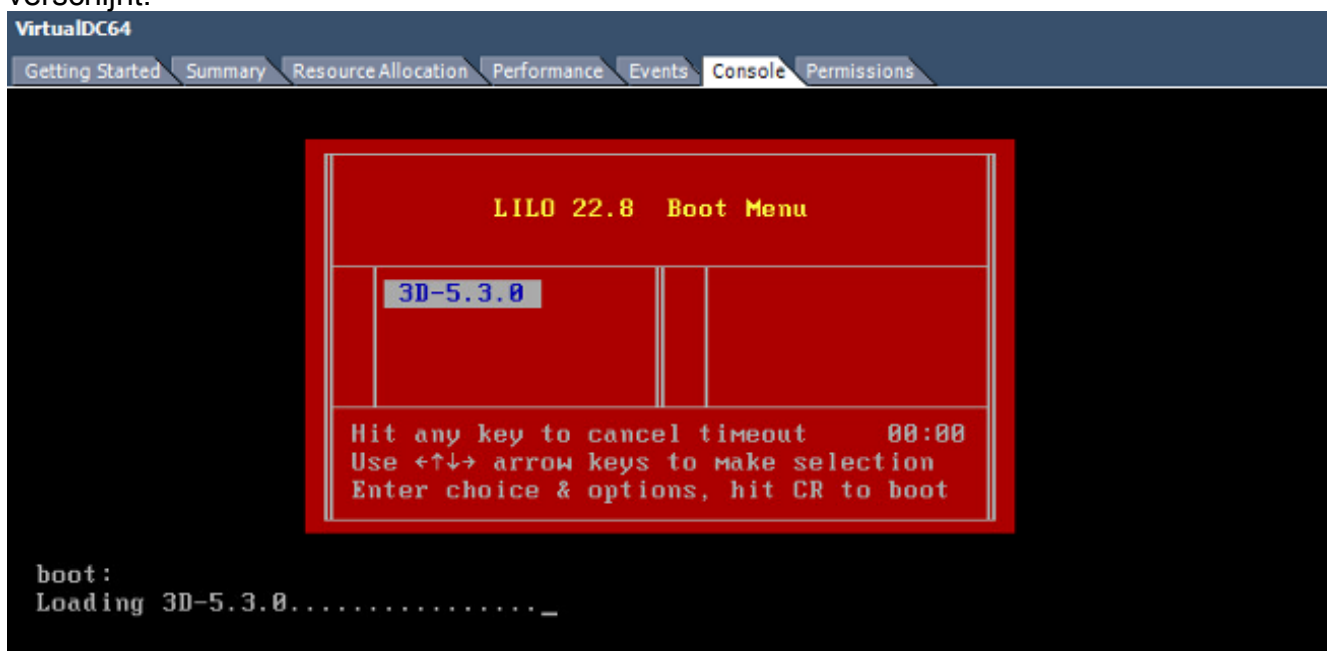 verschijnt:
VirtualDC64
Getting Started Summary Resource Allocation Performance Events Console Permissions
LILO 22.8 Boot Menu
3D-5.3.0
Hit any key to cancel timeout 00:00
Use ←↑↓→ arrow keys to make selection
Enter choice & options, hit CR to boot
boot:
Loading 3D-5.3.0................_